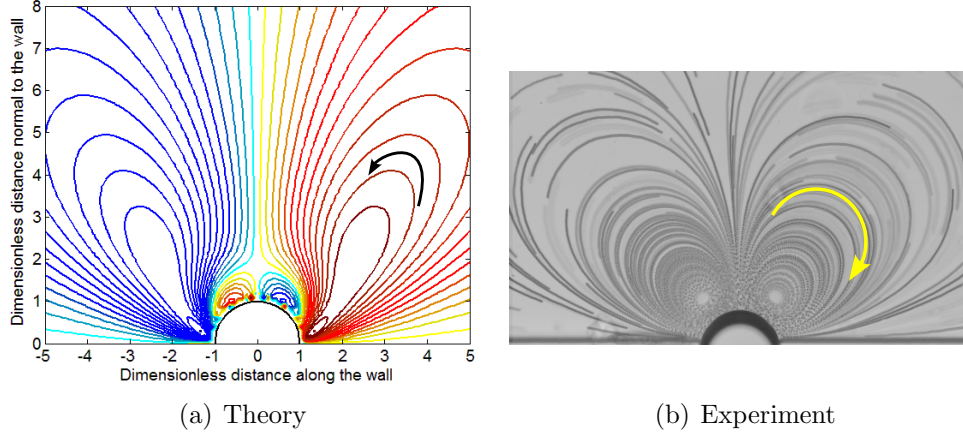 Dimensionless distance normal to the wall
8
7
6
5
4
3
2
1
0
-5 -4 -3 -2 -1 0 1 2 3 4 5
Dimensionless distance along the wall
(a) Theory
(b) Experiment